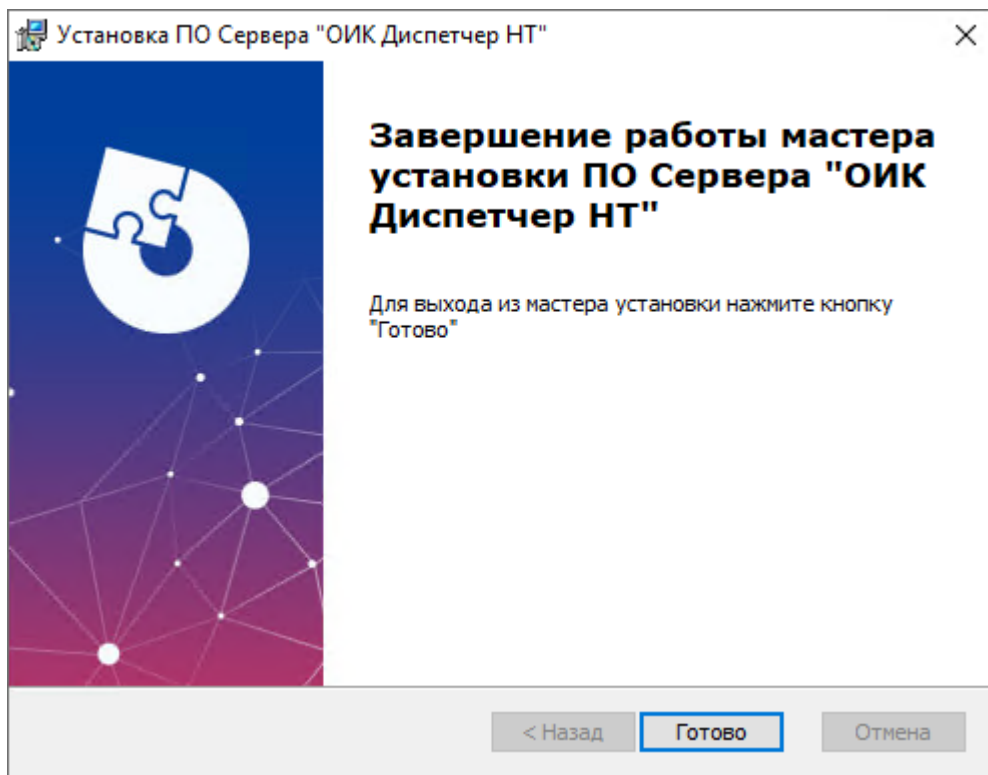 Установка ПО Сервера "ОИК Диспетчер НТ"
Завершение работы мастера
установки ПО Сервера "ОИК
Диспетчер НТ"
Для выхода из мастера установки нажмите кнопку
"Готово"
< Назад
Готово
Отмена